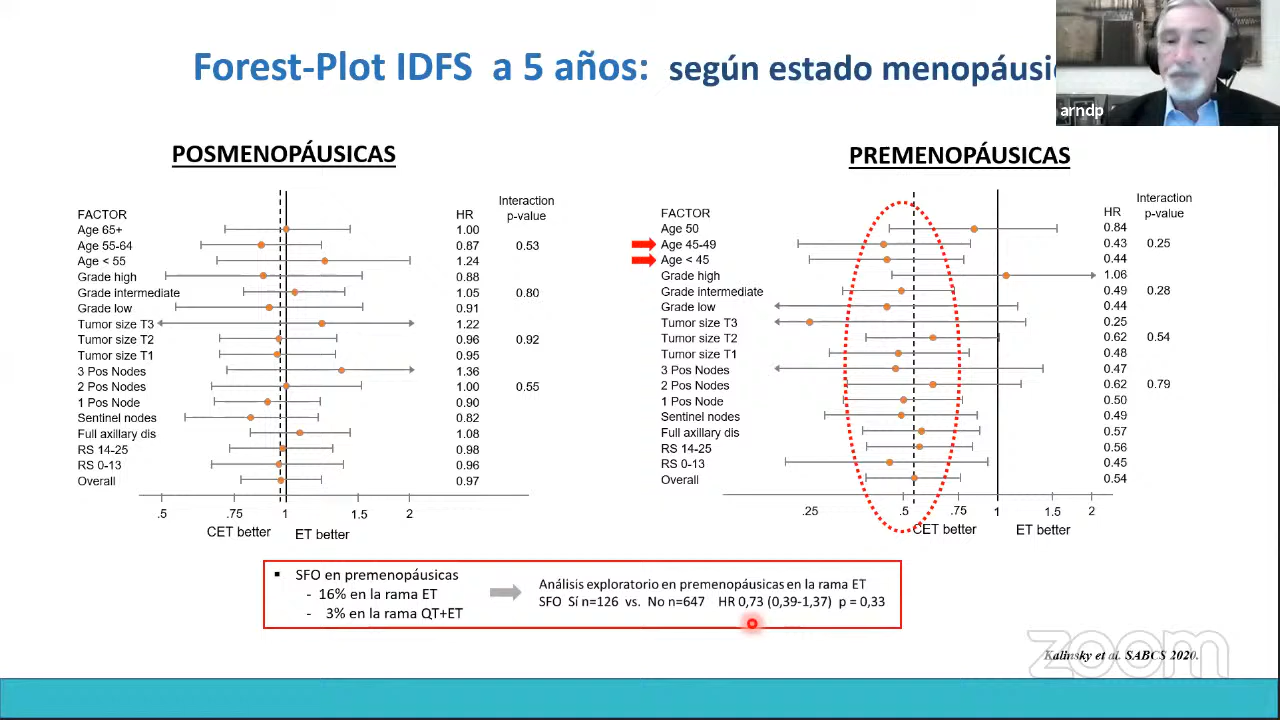 Forest-Plot IDFS a 5 años: según estado menopáusi
arndp
POSMENOPÁUSICAS
FACTOR HR Interaction p-value
Age 65+ 1.00
Age 55-64 0.87 0.53
Age < 55 1.24
Grade high 0.88
Grade intermediate 1.05 0.80
Grade low 0.91
Tumor size T3 1.22
Tumor size T2 0.96 0.92
Tumor size T1 0.95
3 Pos Nodes 1.36
2 Pos Nodes 1.00 0.55
1 Pos Node 0.90
Sentinel nodes 0.82
Full axillary dis 1.08
RS 14-25 0.98
RS 0-13 0.96
Overall 0.97
.5 0.75 1 1.5 2
CET better ET better
PREMENOPÁUSICAS
FACTOR HR Interaction p-value
Age 50 0.84
Age 45-49 0.43 0.25
Age < 45 0.44
Grade high 1.06
Grade intermediate 0.49 0.28
Grade low 0.44
Tumor size T3 0.25
Tumor size T2 0.62 0.54
Tumor size T1 0.48
3 Pos Nodes 0.47
2 Pos Nodes 0.62 0.79
1 Pos Node 0.50
Sentinel nodes 0.49
Full axillary dis 0.57
RS 14-25 0.56
RS 0-13 0.45
Overall 0.54
.25 .5 .75 1 1.5 2
CET better ET better
▪ SFO en premenopáusicas
- 16% en la rama ET
- 3% en la rama QT+ET
Análisis exploratorio en premenopáusicas en la rama ET
SFO Sí n=126 vs. No n=647 HR 0,73 (0,39-1,37) p = 0,33
Kalinsky et al. SABCS 2020.
zoom